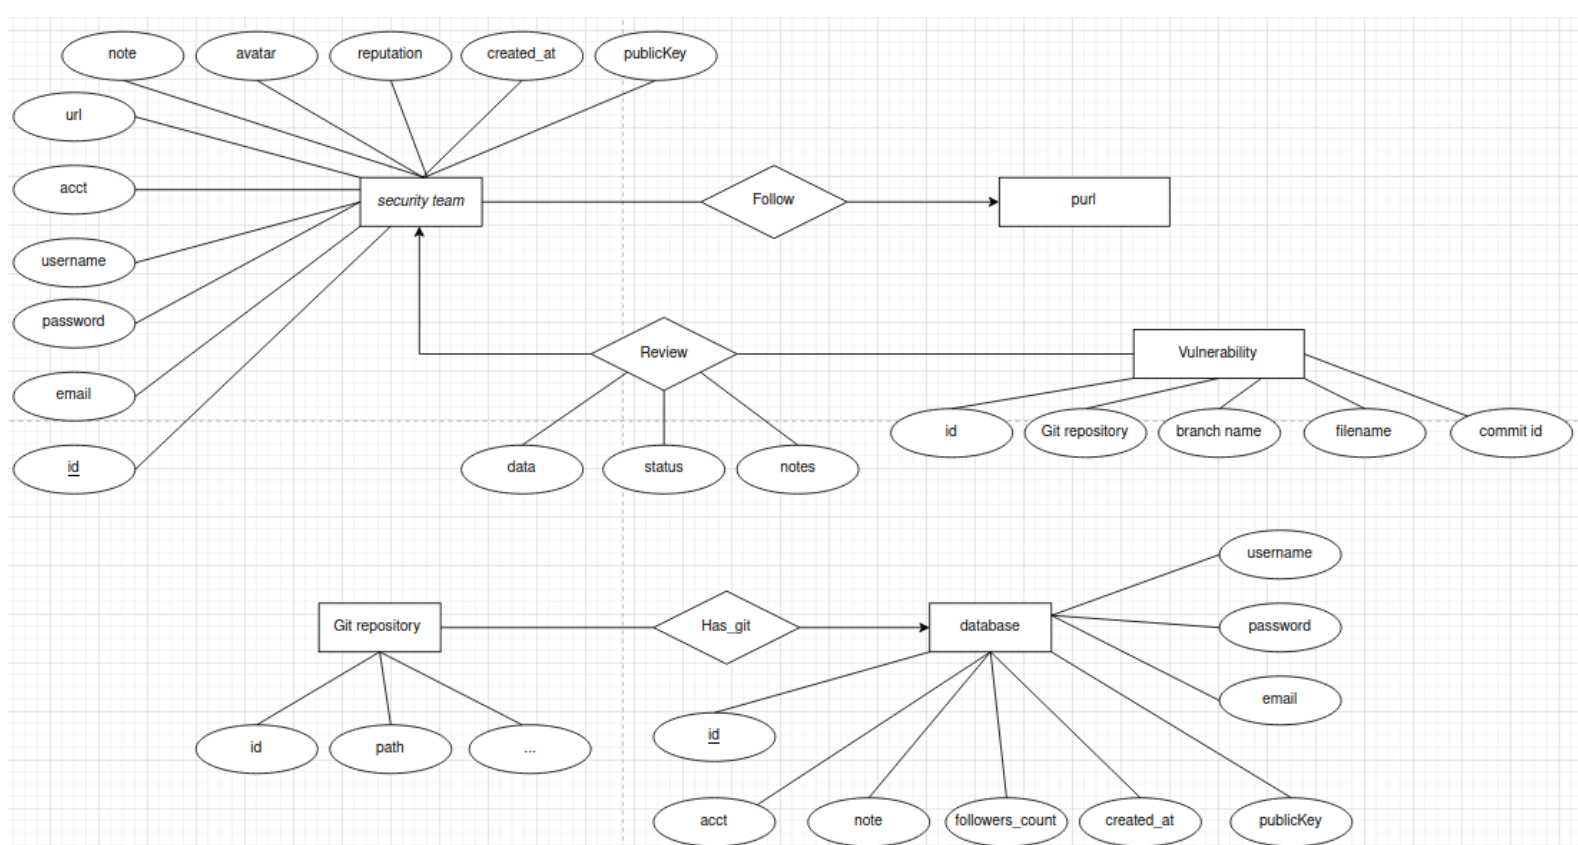 note
avatar
reputation
created_at
publicKey
url
acct
security team
Follow
purl
username
password
Review
Vulnerability
email
id
Git repository
branch name
filename
commit id
id
data
status
notes
username
Git repository
Has_git
database
password
email
id
id
path
...
acct
note
followers_count
created_at
publicKey